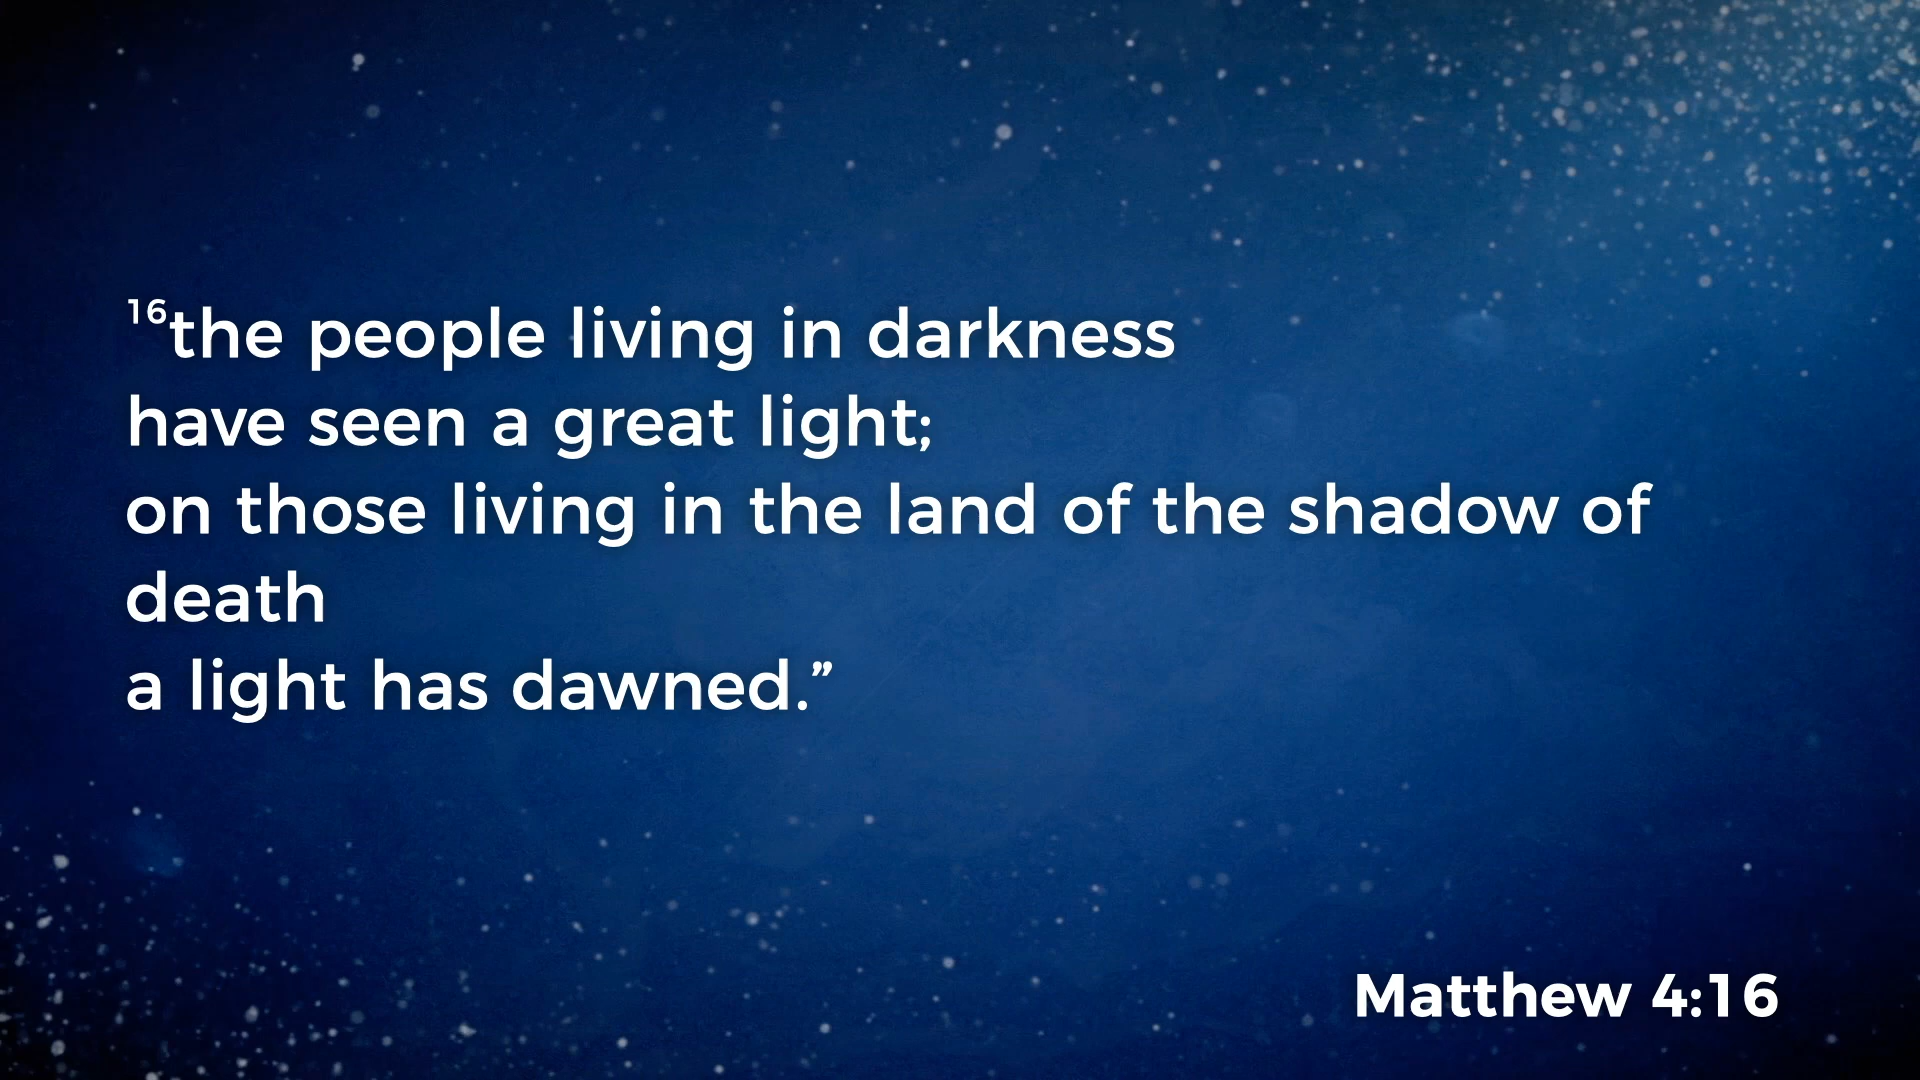 16the people living in darkness
have seen a great light;
on those living in the land of the shadow of
death
a light has dawned.”
Matthew 4:16